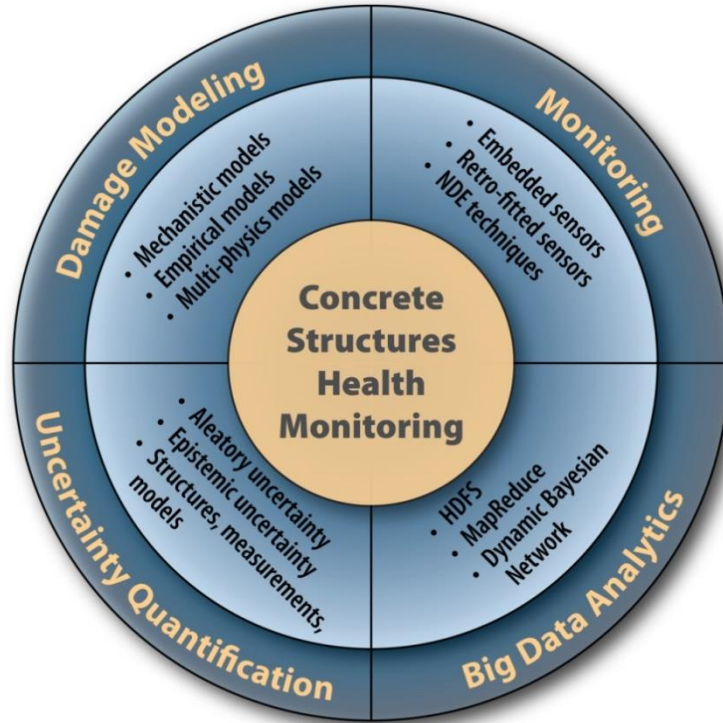 Damage Modeling
• Mechanistic models
• Empirical models
• Multi-physics models
Monitoring
• Embedded sensors
• Retro-fitted sensors
• NDE techniques
Concrete
Structures
Health
Monitoring
Uncertainty Quantification
• Aleatory uncertainty
• Epistemic uncertainty
• Structures, measurements,
models
Big Data Analytics
• HDFS
• MapReduce
• Dynamic Bayesian
Network